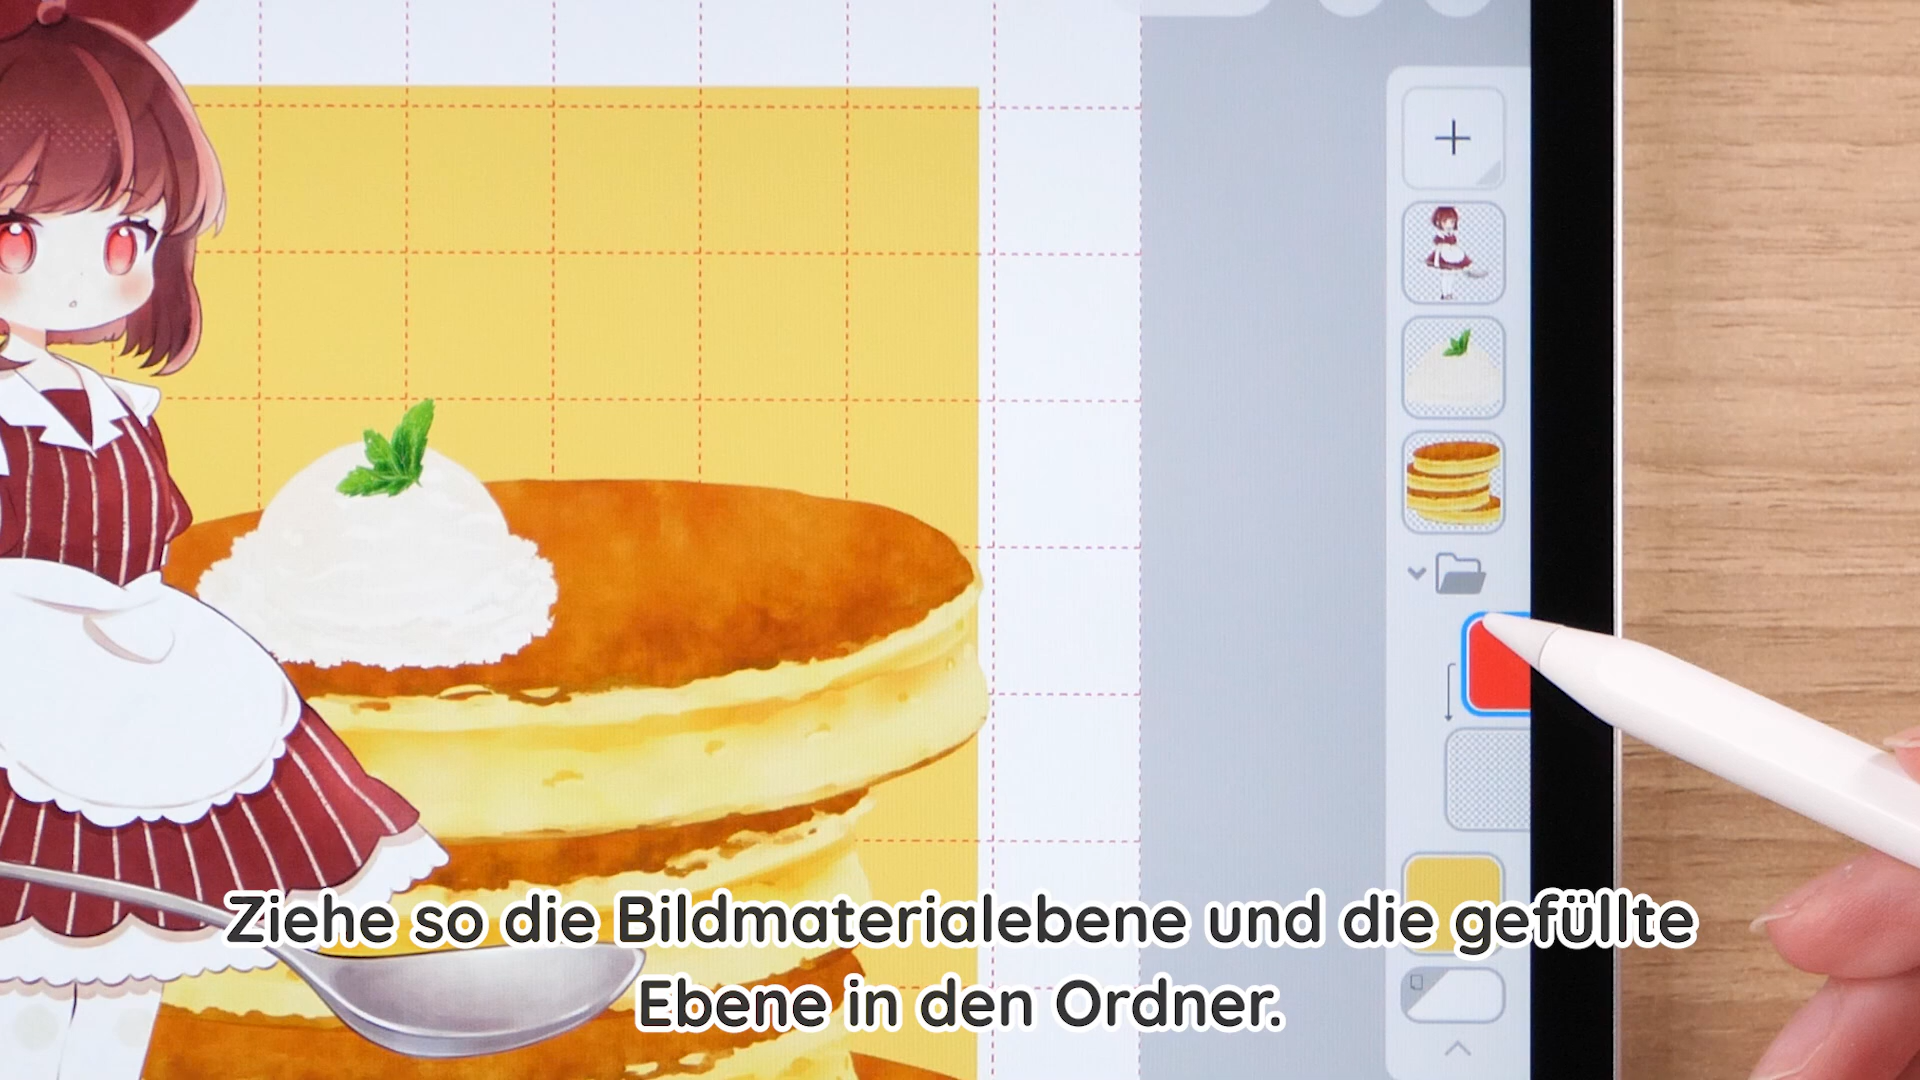 Ziehe so die Bildmaterialebene und die gefüllte
Ebene in den Ordner.